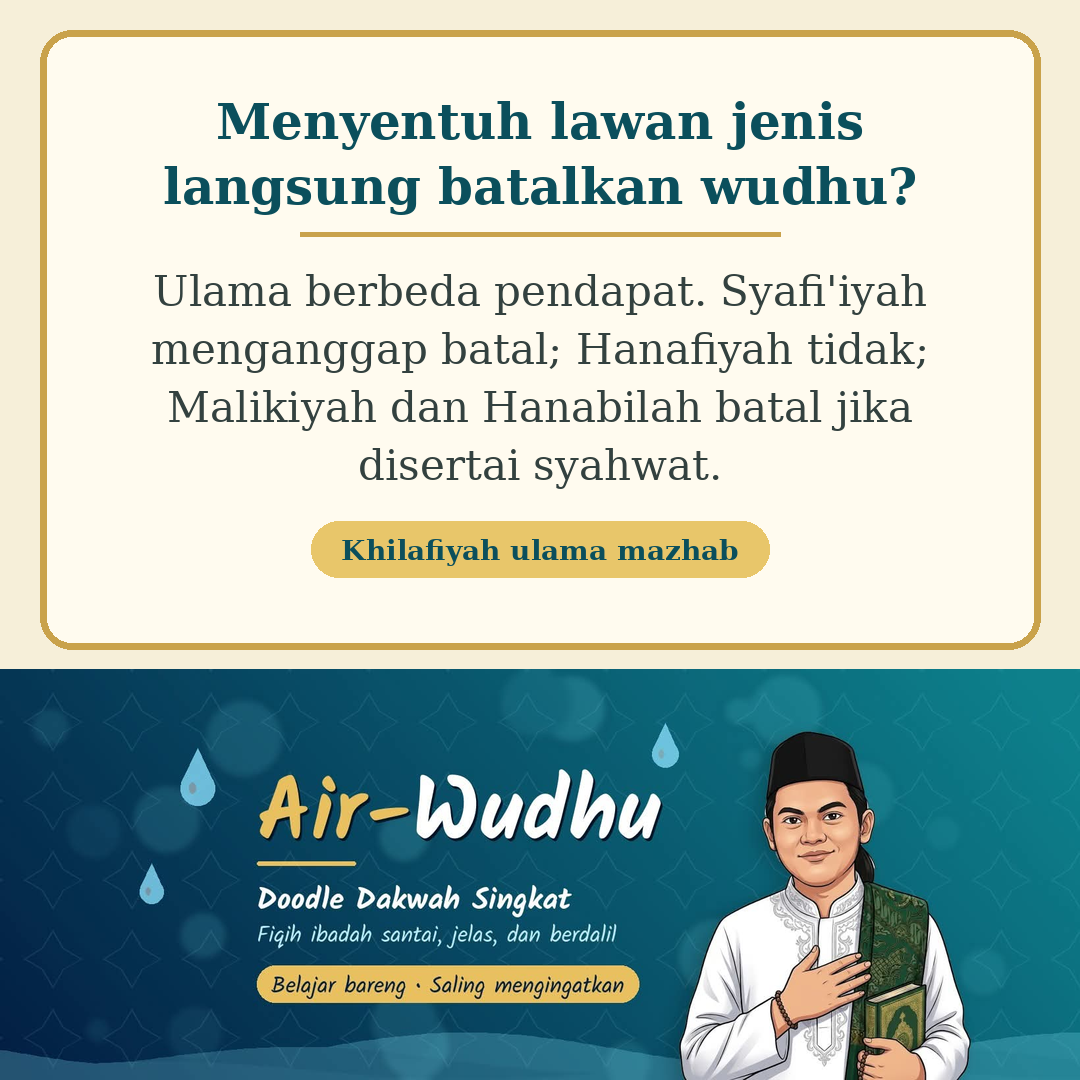 Menyentuh lawan jenis
langsung batalkan wudhu?
Ulama berbeda pendapat. Syafi'iyah
menganggap batal; Hanafiyah tidak;
Malikiyah dan Hanabilah batal jika
disertai syahwat.
Khilafiyah ulama mazhab
Air-Wudhu
Doodle Dakwah Singkat
Fiqih ibadah santai, jelas, dan berdalil
Belajar bareng • Saling mengingatkan